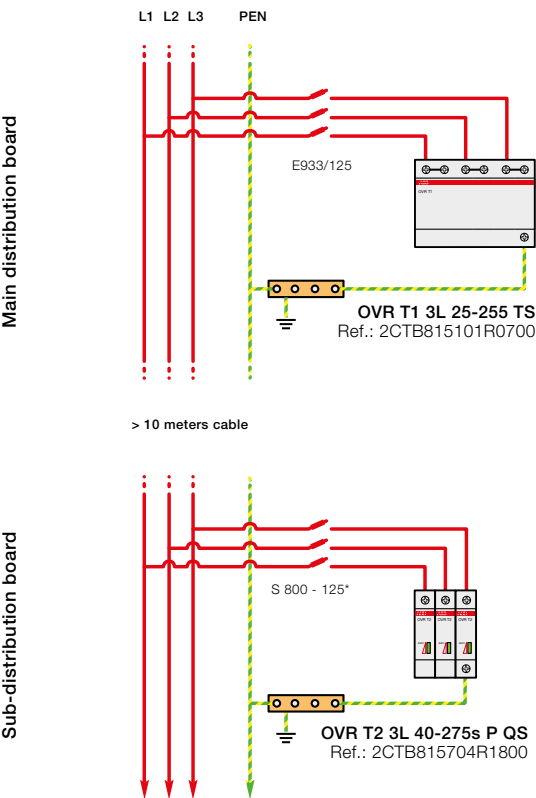 L1 L2 L3 PEN
Main distribution board
E933/125
OVR T1
OVR T1 3L 25-255 TS
Ref.: 2CTB815101R0700
> 10 meters cable
Sub-distribution board
S 800 - 125*
OVR T2 OVR T2 OVR T2
OVR T2 3L 40-275s P QS
Ref.: 2CTB815704R1800